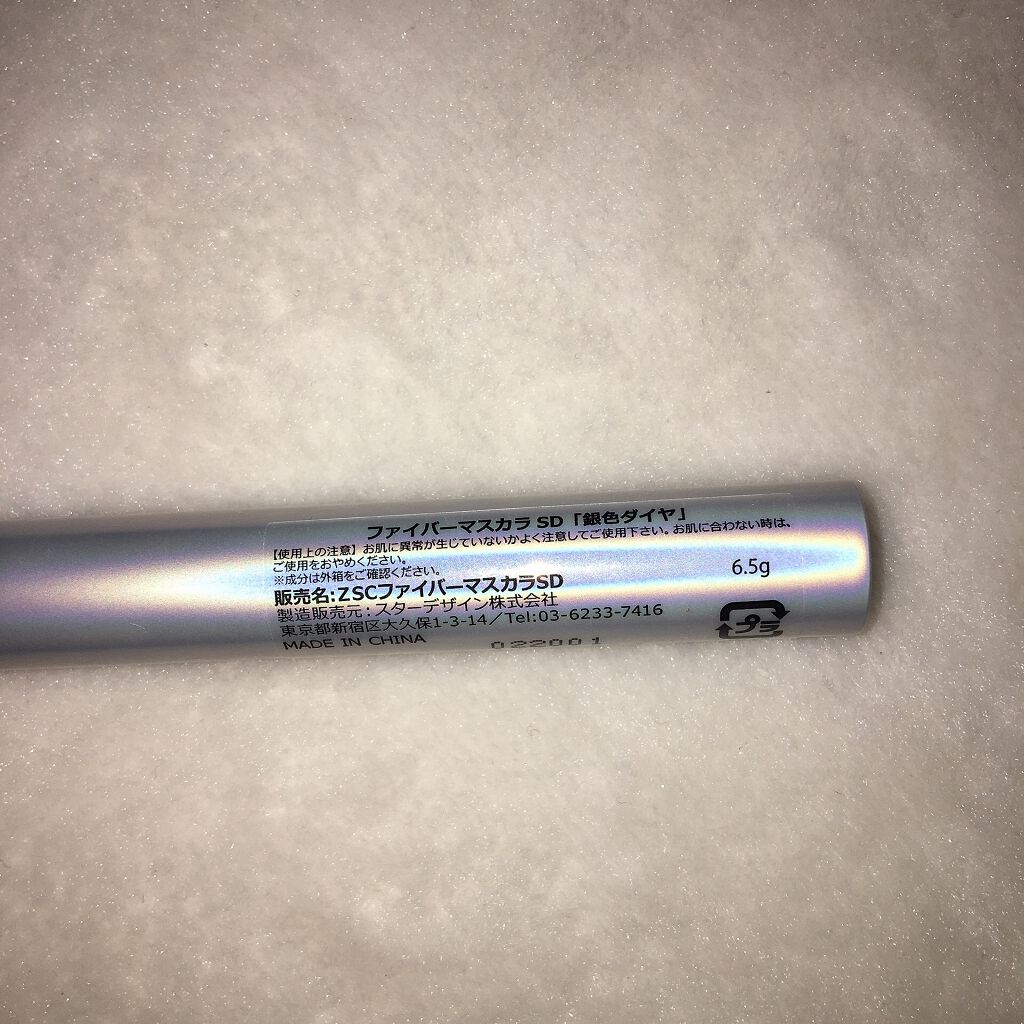 ファイバーマスカラ SD「銀色ダイヤ」
【使用上の注意】お肌に異常が生じていないかよく注意してご使用下さい。お肌に合わない時は、
ご使用をおやめください。
※成分は外箱をご確認ください。
6.5g
販売名:ZSCファイバーマスカラSD
製造販売元:スターデザイン株式会社
東京都新宿区大久保1-3-14/Tel:03-6233-7416
プラ
MADE IN CHINA
022001